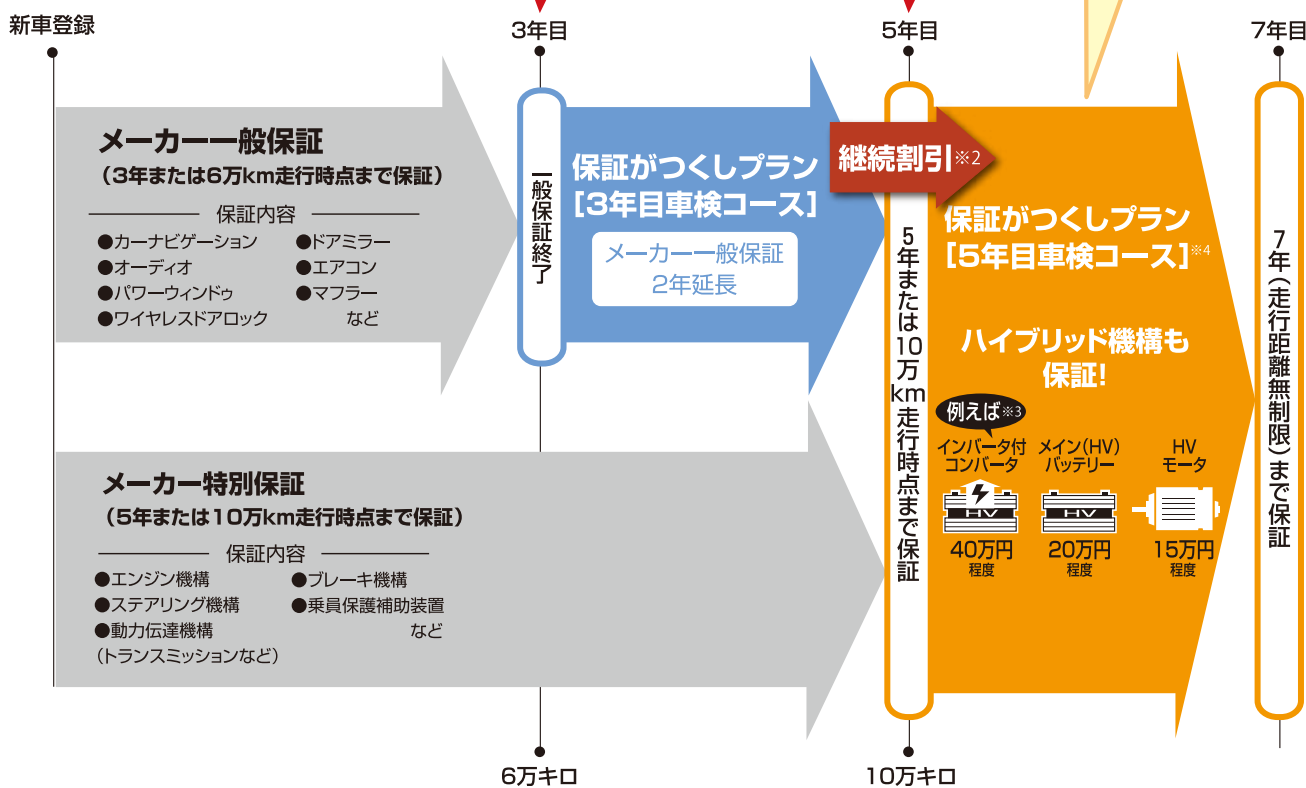 新車登録
3年目
5年目
7年目
メーカー一般保証
（3年または6万km走行時点まで保証）
保証内容
●カーナビゲーション
●オーディオ
●パワーウィンドゥ
●ワイヤレスドアロック
●ドアミラー
●エアコン
●マフラー
など
一般保証終了
保証がつくしプラン
［3年目車検コース］
メーカー一般保証
2年延長
継続割引※2
5年または10万km走行時点まで保証
保証がつくしプラン
［5年目車検コース］※4
ハイブリッド機構も
保証！
例えば※3
インバータ付
コンバータ
HV
40万円
程度
メイン（HV）
バッテリー
HV
20万円
程度
HV
モータ
15万円
程度
7年（走行距離無制限）まで保証
メーカー特別保証
（5年または10万km走行時点まで保証）
保証内容
●エンジン機構
●ステアリング機構
●動力伝達機構
（トランスミッションなど）
●ブレーキ機構
●乗員保護補助装置
など
6万キロ
10万キロ